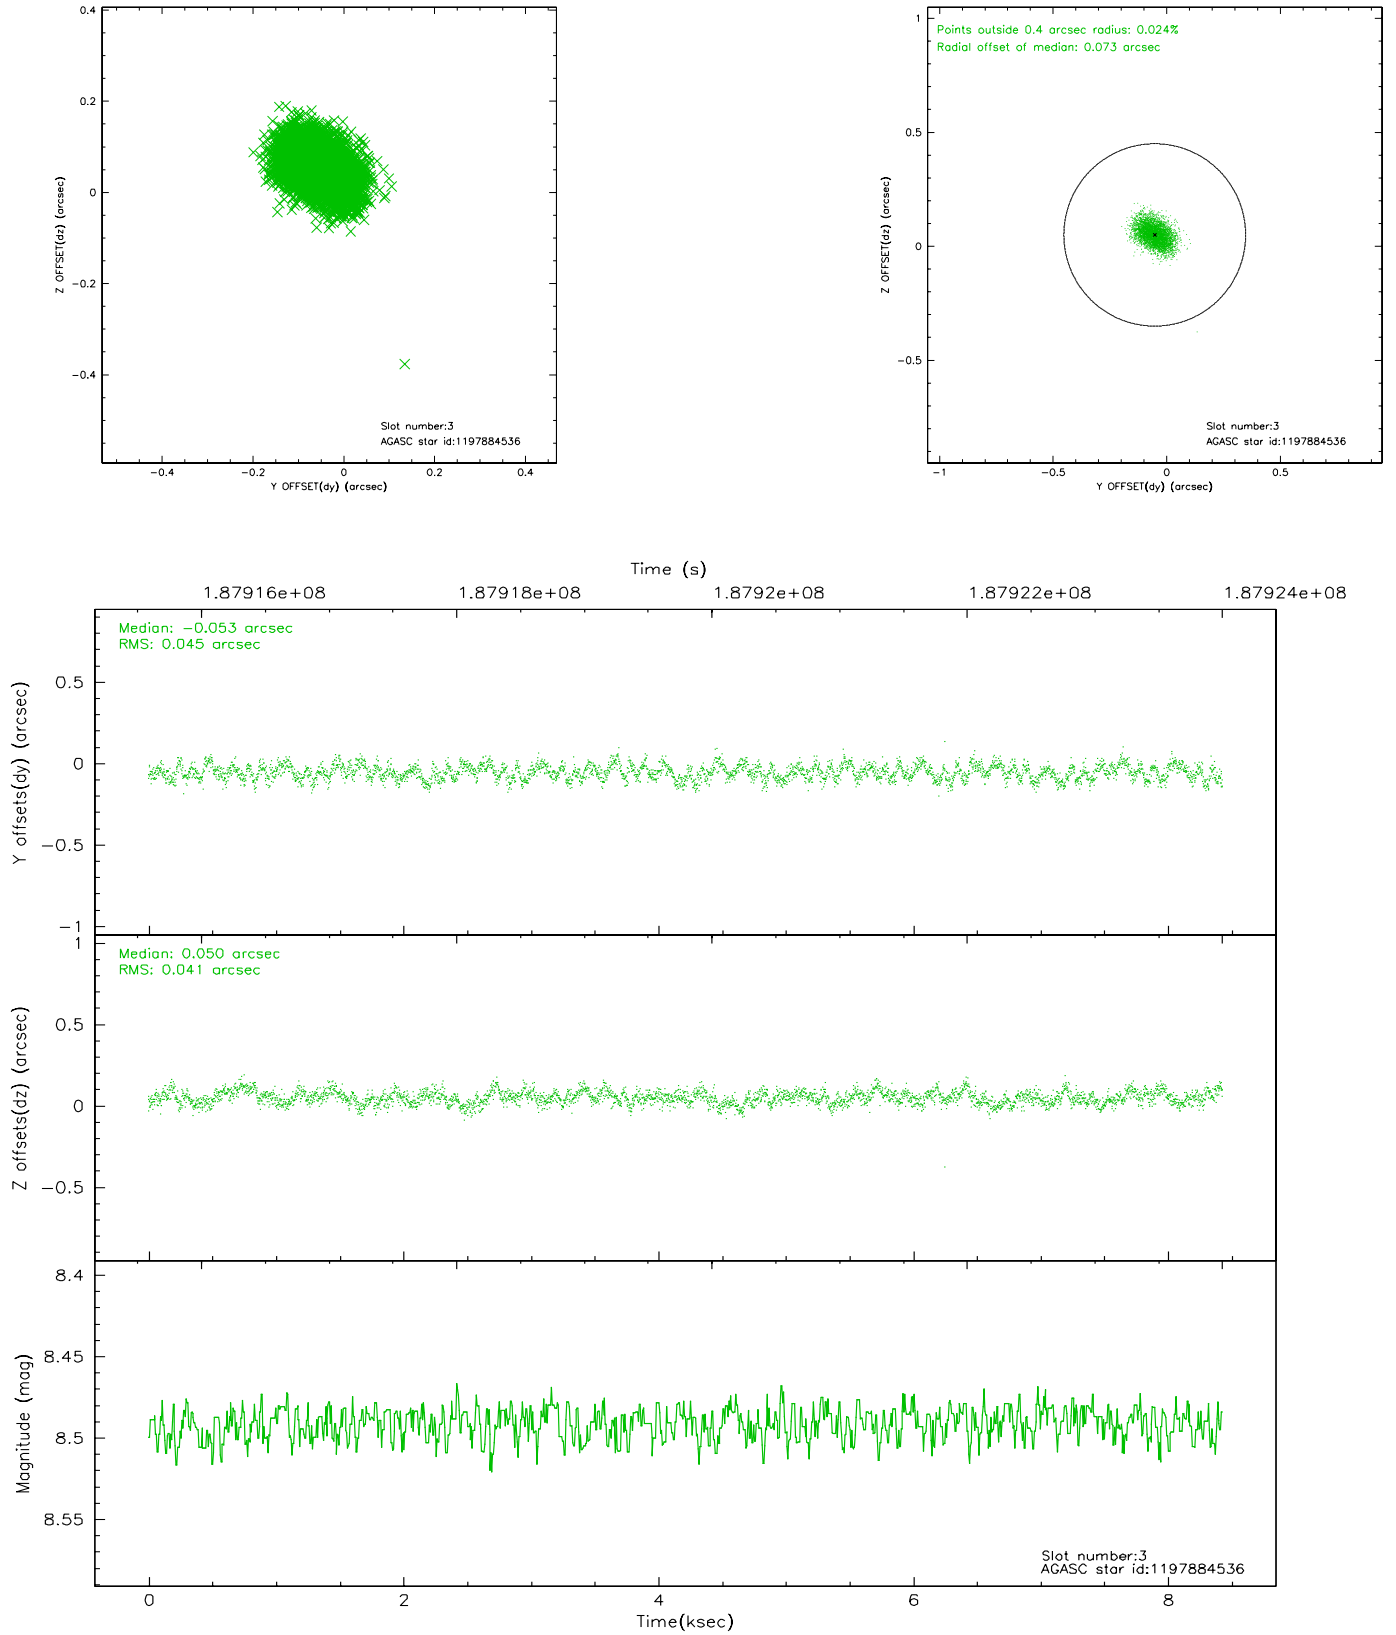 0.4
0.2
0
−0.2
−0.4
Z OFFSET(dz) (arcsec)
Slot number:3
AGASC star id:1197884536
−0.4 −0.2 0 0.2 0.4
Y OFFSET(dy) (arcsec)
1
0.5
0
−0.5
Z OFFSET(dz) (arcsec)
Points outside 0.4 arcsec radius: 0.024%
Radial offset of median: 0.073 arcsec
Slot number:3
AGASC star id:1197884536
−1 −0.5 0 0.5
Y OFFSET(dy) (arcsec)
Time (s)
1.87916e+08 1.87918e+08 1.8792e+08 1.87922e+08 1.87924e+08
Median: −0.053 arcsec
RMS: 0.045 arcsec
0.5
0
−0.5
−1
Y offsets(dy) (arcsec)
Median: 0.050 arcsec
RMS: 0.041 arcsec
1
0.5
0
−0.5
Z offsets(dz) (arcsec)
8.4
8.45
8.5
8.55
Magnitude (mag)
Slot number:3
AGASC star id:1197884536
0 2 4 6 8
Time(ksec)